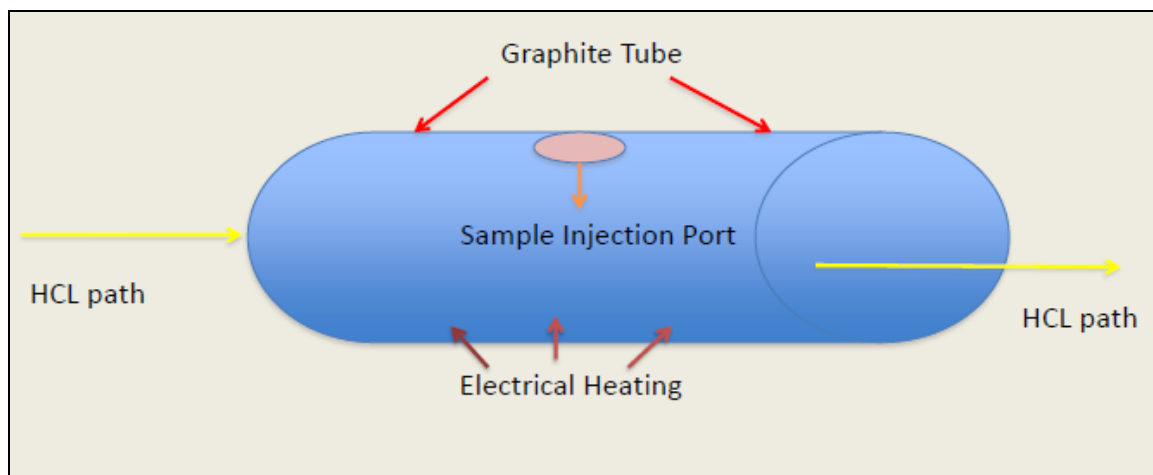 Graphite Tube
Sample Injection Port
HCL path
HCL path
Electrical Heating